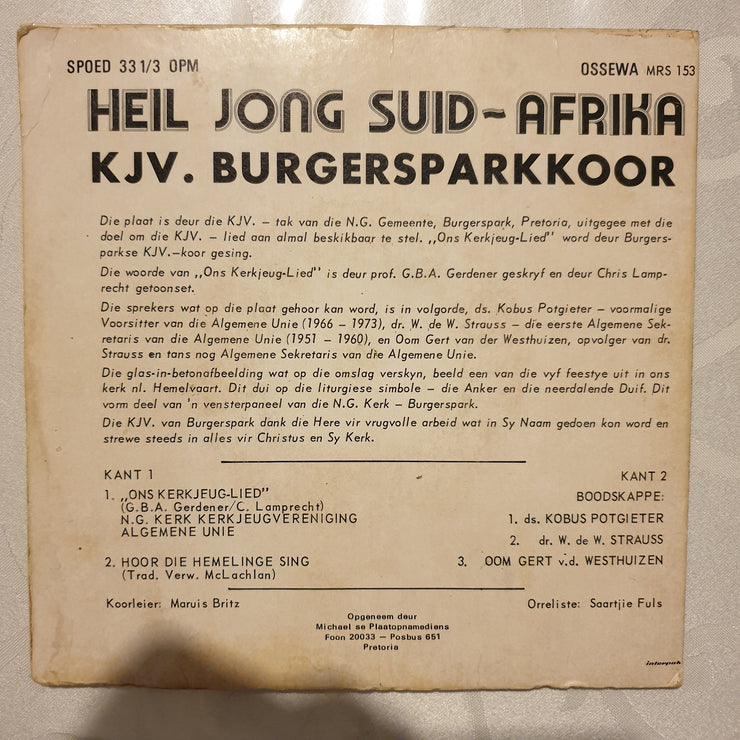 SPOED 33 1/3 OPM
OSSEWA MRS 153
HEIL JONG SUID-AFRIKA
KJV. BURGERSPARKKOOR
Die plaat is deur die KJV. – tak van die N.G. Gemeente, Burgerspark, Pretoria, uitgegee met die
doel om die KJV. – lied aan almal beskikbaar te stel. „Ons Kerkjeug-Lied” word deur Burgers-
parkse KJV.–koor gesing.
Die woorde van „Ons Kerkjeug-Lied” is deur prof. G.B.A. Gerdener geskryf en deur Chris Lamp-
recht getoonset.
Die sprekers wat op die plaat gehoor kan word, is in volgorde, ds. Kobus Potgieter – voormalige
Voorsitter van die Algemene Unie (1966 – 1973), dr. W. de W. Strauss – die eerste Algemene Sek-
retaris van die Algemene Unie (1951 – 1960), en Oom Gert van der Westhuizen, opvolger van dr.
Strauss en tans nog Algemene Sekretaris van die Algemene Unie.
Die glas-in-betonafbeelding wat op die omslag verskyn, beeld een van die vyf feestye uit in ons
kerk nl. Hemelvaart. Dit dui op die liturgiese simbole – die Anker en die neerdalende Duif. Dit
vorm deel van 'n vensterpaneel van die N.G. Kerk – Burgerspark.
Die KJV. van Burgerspark dank die Here vir vrugvolle arbeid wat in Sy Naam gedoen kon word en
strewe steeds in alles vir Christus en Sy Kerk.
KANT 1
1. „ONS KERKJEUG-LIED”
(G.B.A. Gerdener/C. Lamprecht)
N.G. KERK KERKJEUGVERENIGING
ALGEMENE UNIE
2. HOOR DIE HEMELINGE SING
(Trad. Verw. McLachlan)
Koorleier: Maruis Britz
KANT 2
BOODSKAPPE:
1. ds. KOBUS POTGIETER
2. dr. W. de W. STRAUSS
3. OOM GERT v.d. WESTHUIZEN
Orreliste: Saartjie Fuls
Opgeneem deur
Michael se Plaatopnamediens
Foon 20033 – Posbus 651
Pretoria
interpak